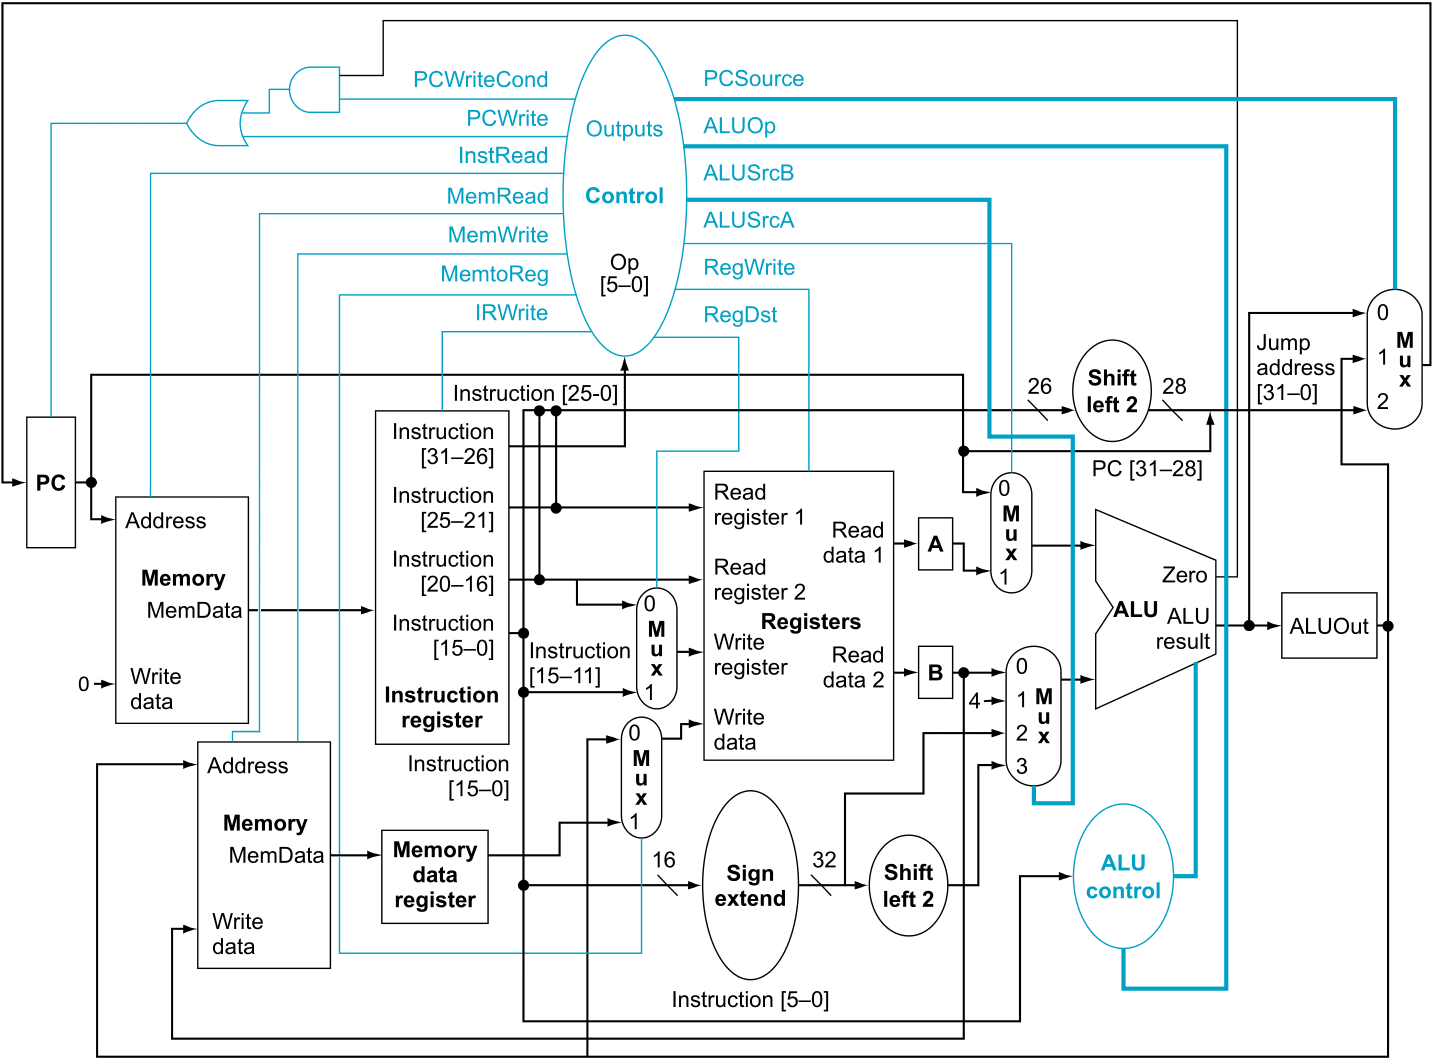 PCWriteCond
PCWrite
InstRead
MemRead
MemWrite
MemtoReg
IRWrite
Outputs
Control
Op
[5–0]
PCSource
ALUOp
ALUSrcB
ALUSrcA
RegWrite
RegDst
0
1
2
M
u
x
Jump
address
[31–0]
26
Shift
left 2
28
PC [31–28]
Instruction [25-0]
PC
Address
Memory
MemData
0
Write
data
Instruction
[31–26]
Instruction
[25–21]
Instruction
[20–16]
Instruction
[15–0]
Instruction
register
Instruction
[15–11]
0
M
u
x
1
Read
register 1
Read
register 2
Registers
Write
register
Write
data
Read
data 1
Read
data 2
A
B
0
M
u
x
1
4
0
1
2
3
M
u
x
Zero
ALU
ALU
result
ALUOut
Address
Memory
MemData
Write
data
Instruction
[15–0]
Memory
data
register
0
M
u
x
1
16
Sign
extend
32
Shift
left 2
ALU
control
Instruction [5–0]